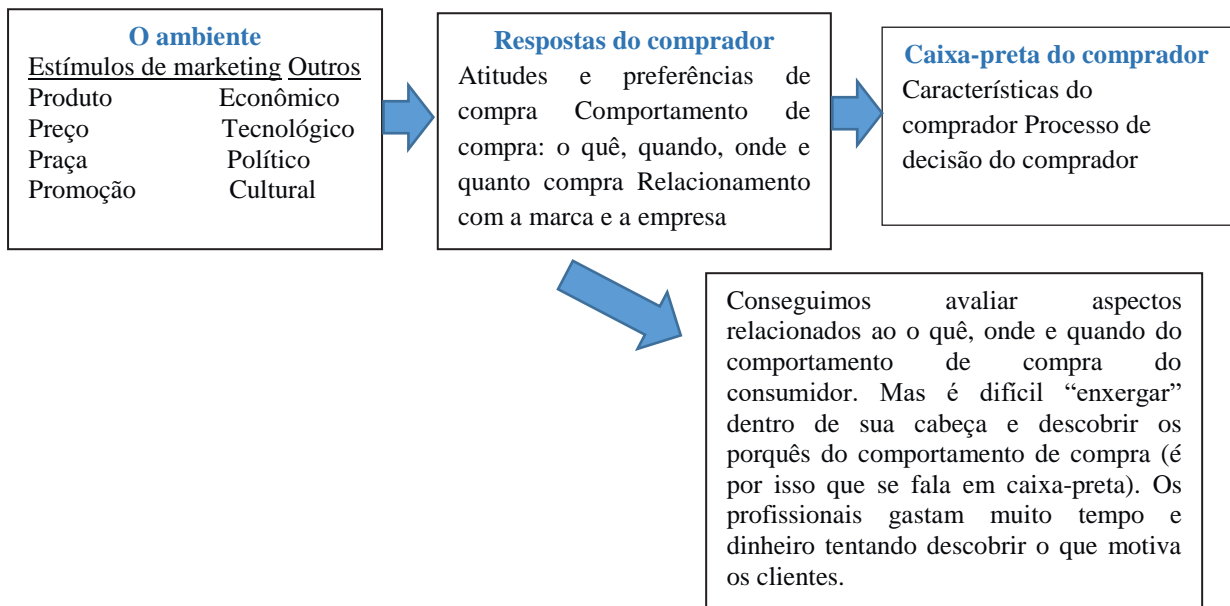 O ambiente
Estímulos de marketing Outros
Produto Econômico
Preço Tecnológico
Praça Político
Promoção Cultural
Respostas do comprador
Atitudes e preferências de
compra Comportamento de
compra: o quê, quando, onde e
quanto compra Relacionamento
com a marca e a empresa
Caixa-preta do comprador
Características do
comprador Processo de
decisão do comprador
Conseguimos avaliar aspectos
relacionados ao o quê, onde e quando do
comportamento de compra do
consumidor. Mas é difícil “enxergar”
dentro de sua cabeça e descobrir os
porquês do comportamento de compra (é
por isso que se fala em caixa-preta). Os
profissionais gastam muito tempo e
dinheiro tentando descobrir o que motiva
os clientes.